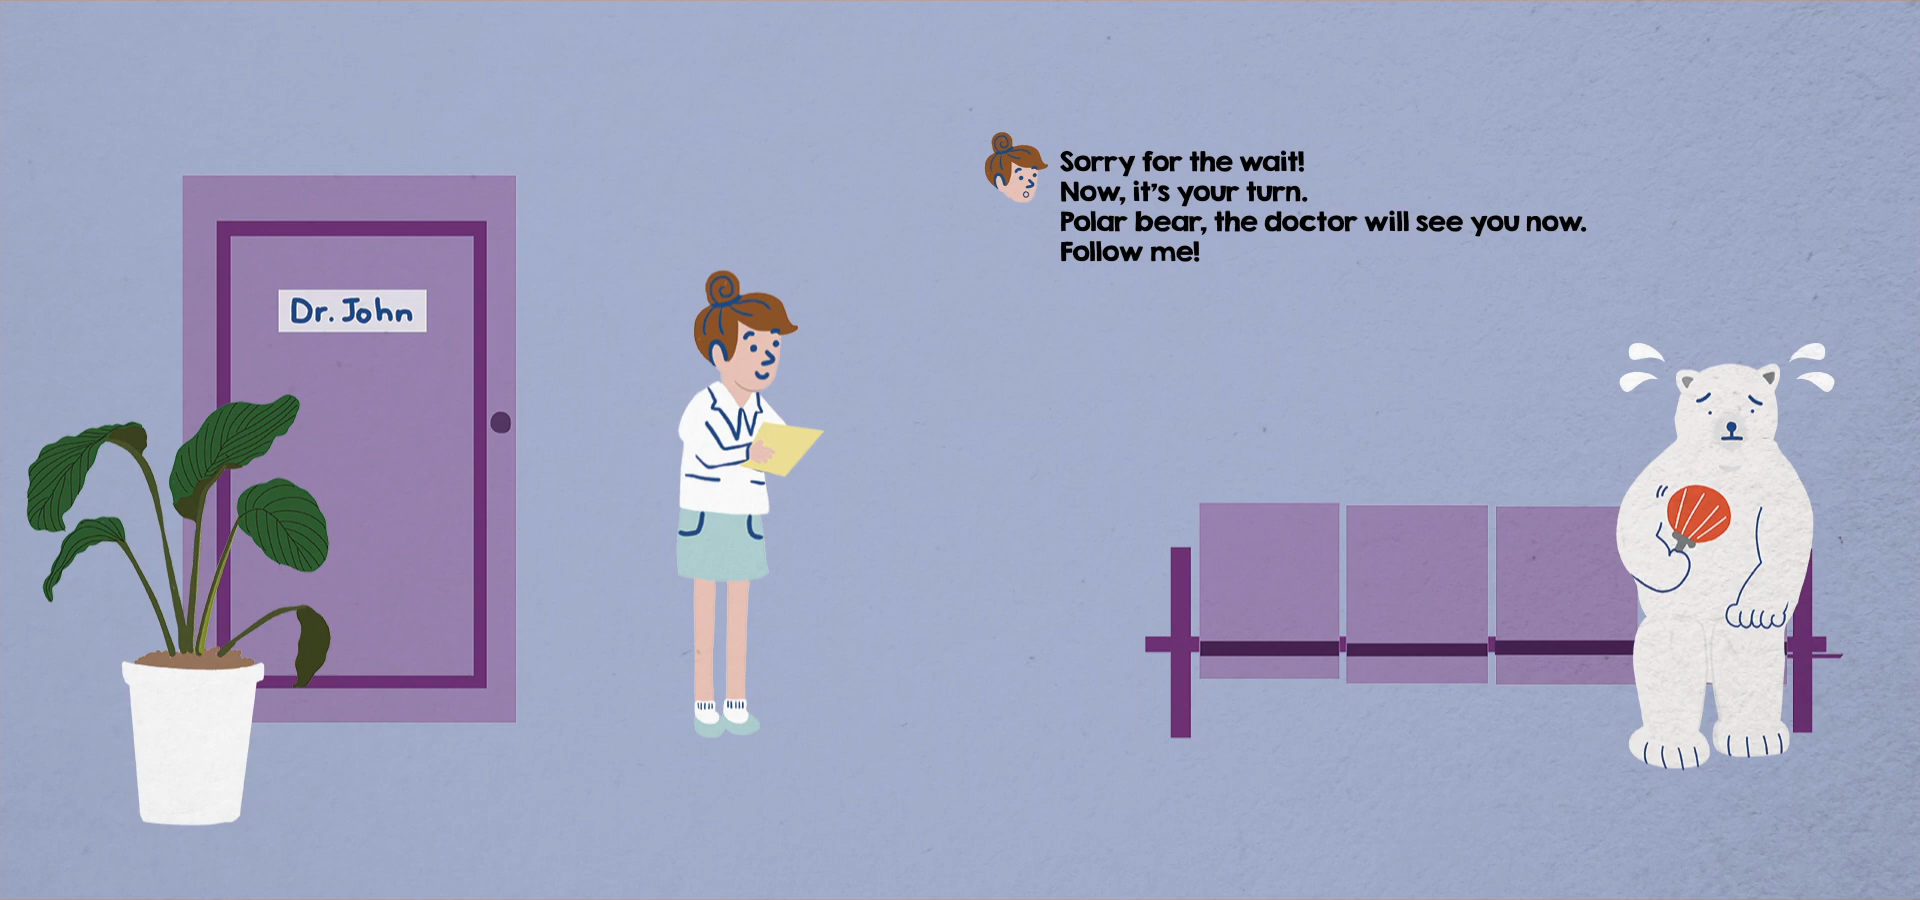 Dr. John
Sorry for the wait!
Now, it's your turn.
Polar bear, the doctor will see you now.
Follow me!